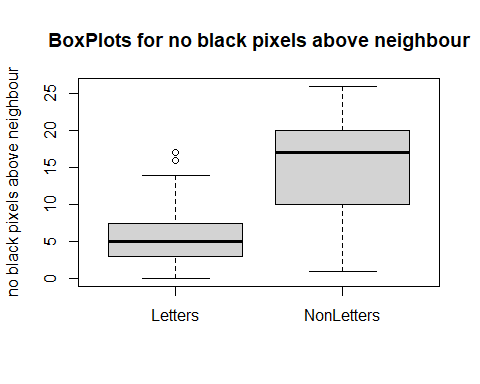 BoxPlots for no black pixels above neighbour
no black pixels above neighbour
25
20
15
10
5
0
Letters NonLetters